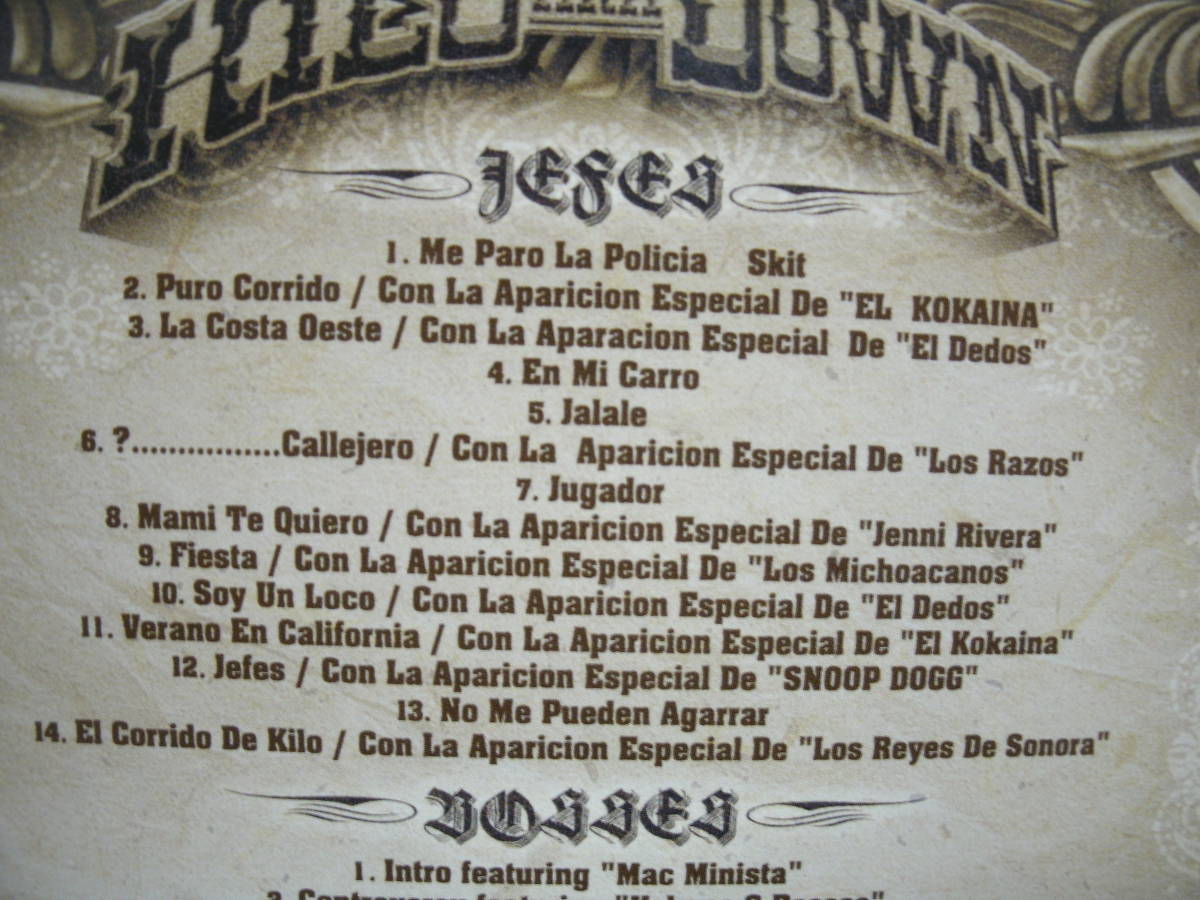 JEFES
1. Me Paro La Policia Skit
2. Puro Corrido / Con La Aparicion Especial De "EL KOKAINA"
3. La Costa Oeste / Con La Aparacion Especial De "El Dedos"
4. En Mi Carro
5. Jalale
6. ?................Callejero / Con La Aparicion Especial De "Los Razos"
7. Jugador
8. Mami Te Quiero / Con La Aparicion Especial De "Jenni Rivera"
9. Fiesta / Con La Aparicion Especial De "Los Michoacanos"
10. Soy Un Loco / Con La Aparicion Especial De "El Dedos"
11. Verano En California / Con La Aparicion Especial De "El Kokaina"
12. Jefes / Con La Aparicion Especial De "SNOOP DOGG"
13. No Me Pueden Agarrar
14. El Corrido De Kilo / Con La Aparicion Especial De "Los Reyes De Sonora"
BOSSES
1. Intro featuring "Mac Minista"